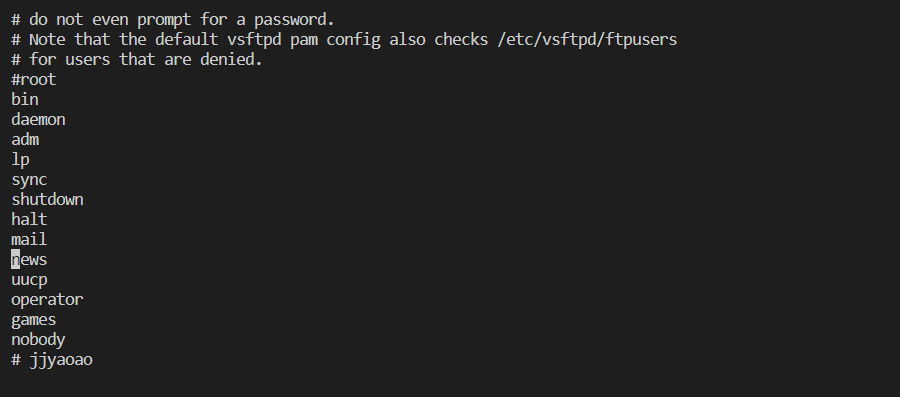 # do not even prompt for a password.
# Note that the default vsftpd pam config also checks /etc/vsftpd/ftpusers
# for users that are denied.
#root
bin
daemon
adm
lp
sync
shutdown
halt
mail
news
uucp
operator
games
nobody
# jjyaoao